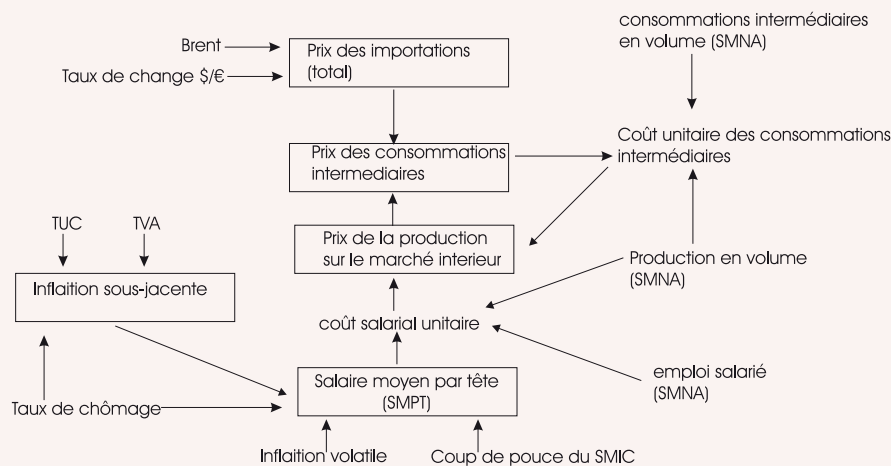 consommations intermédiaires
en volume (SMNA)
Brent
Prix des importations
(total)
Taux de change $/€
Prix des consommations
intermediaires
Coût unitaire des consommations
intermédiaires
TUC
TVA
Prix de la production
sur le marché interieur
Production en volume
(SMNA)
Inflaition sous-jacente
coût salarial unitaire
emploi salarié
(SMNA)
Salaire moyen par tête
(SMPT)
Taux de chômage
Inflaition volatile
Coup de pouce du SMIC